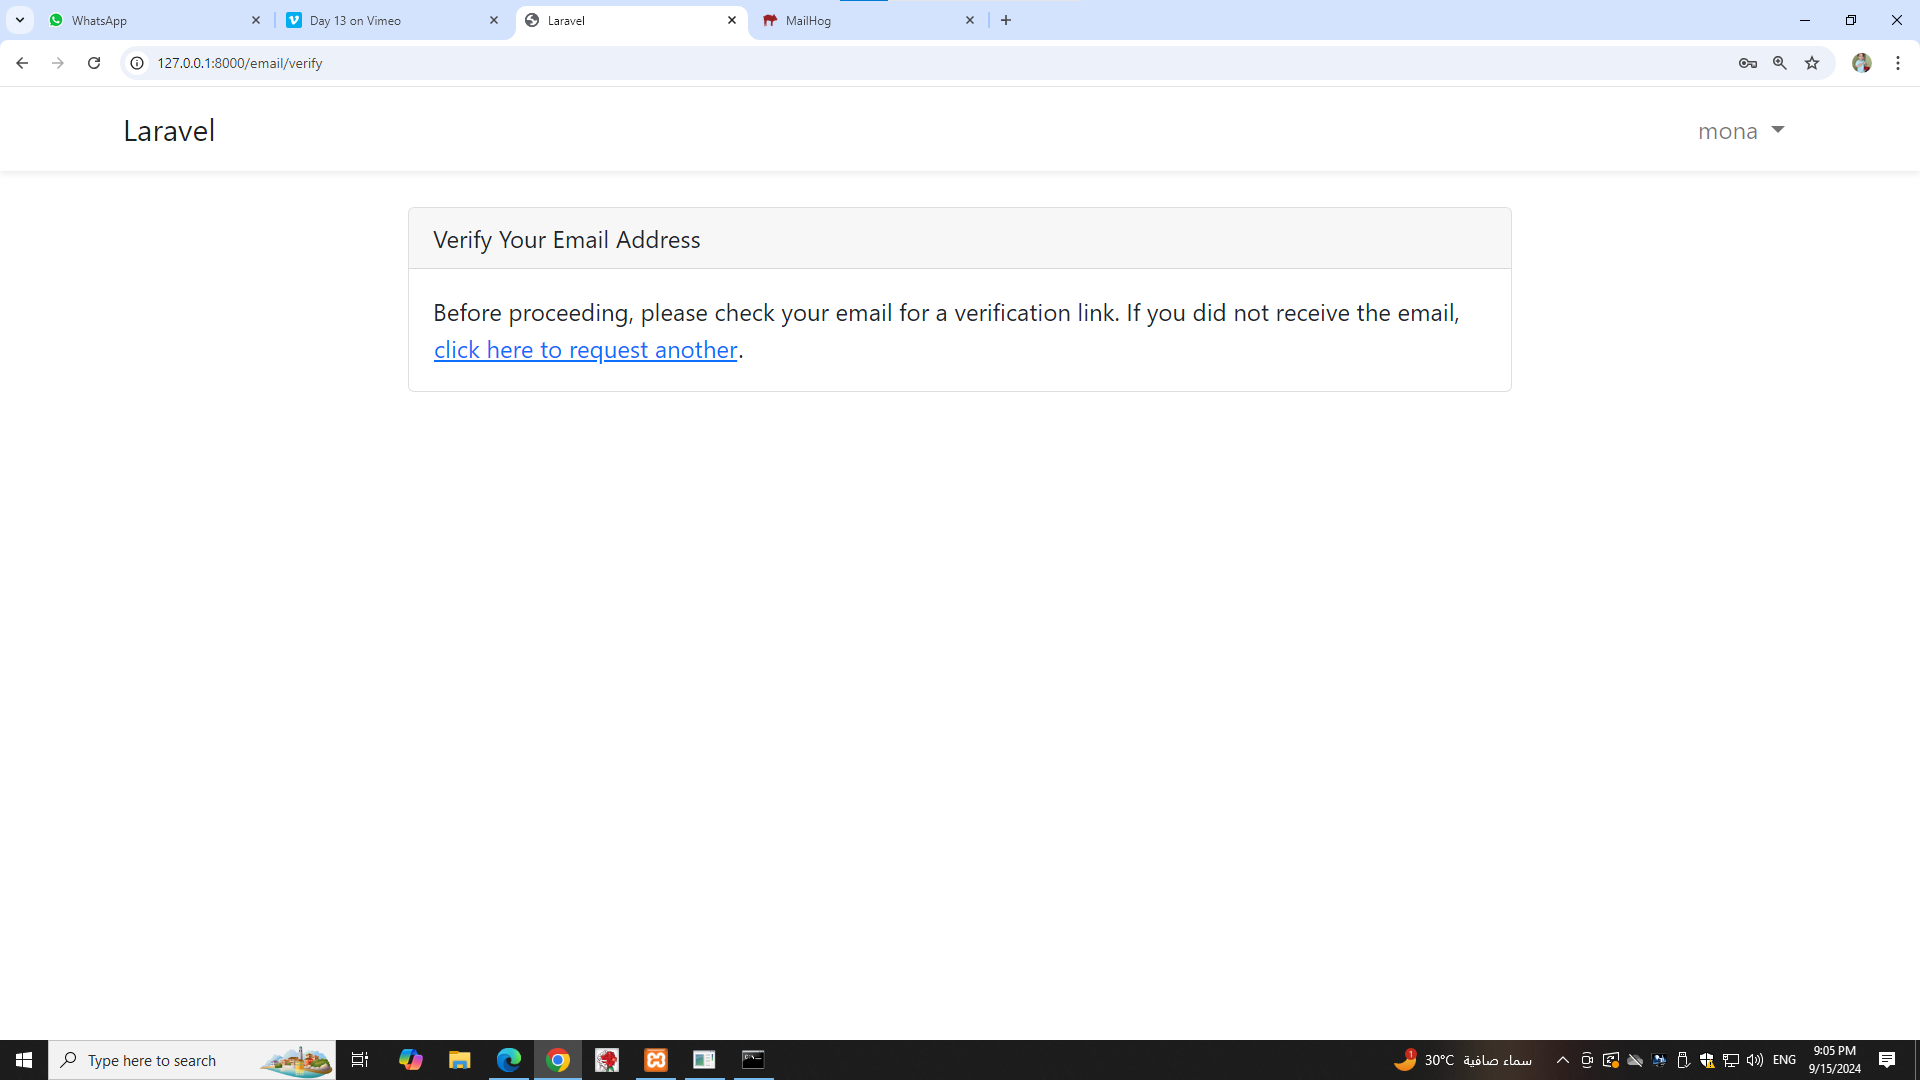 WhatsApp
Day 13 on Vimeo
Laravel
MailHog
127.0.0.1:8000/email/verify
Laravel
mona
Verify Your Email Address
Before proceeding, please check your email for a verification link. If you did not receive the email,
click here to request another.
Type here to search
1
30°C سماء صافية
ENG
9:05 PM
9/15/2024